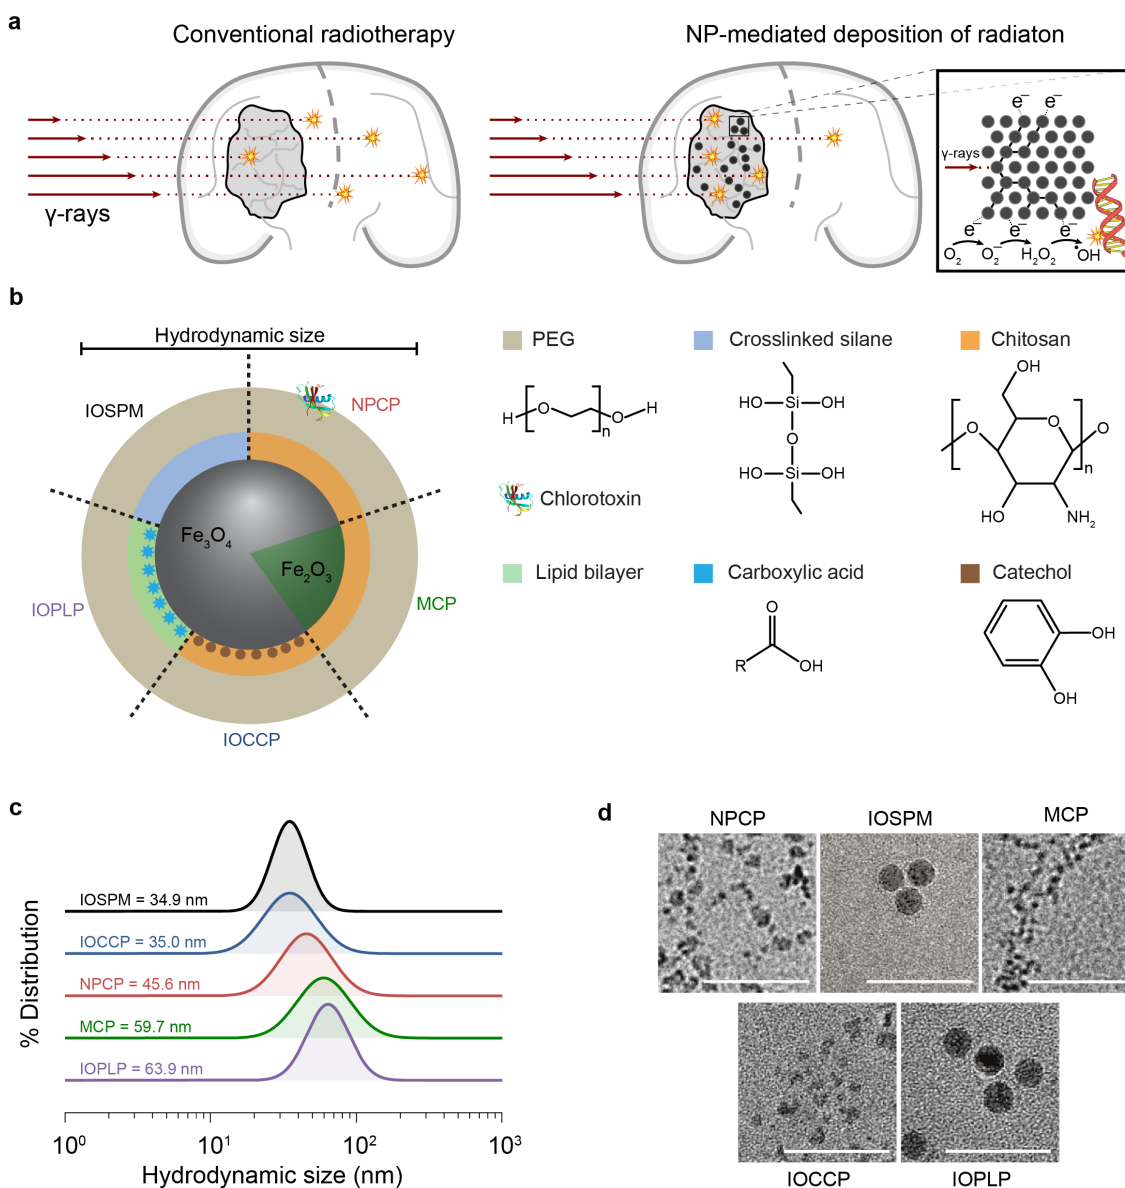 a
Conventional radiotherapy
NP-mediated deposition of radiaton
γ-rays
e⁻ e⁻
γ-rays
e⁻ e⁻ e⁻
O₂ O₂⁻ H₂O₂ ·OH
b
Hydrodynamic size
IOSPM
NPCP
Fe₃O₄
Fe₂O₃
IOPLP
MCP
IOCCP
PEG
Crosslinked silane
Chitosan
H O n O H
HO Si OH
O
HO Si OH
OH
O O O n
HO NH₂
Chlorotoxin
Lipid bilayer
Carboxylic acid
Catechol
O
R OH
OH
OH
c
% Distribution
IOSPM = 34.9 nm
IOCCP = 35.0 nm
NPCP = 45.6 nm
MCP = 59.7 nm
IOPLP = 63.9 nm
10⁰ 10¹ 10² 10³
Hydrodynamic size (nm)
d
NPCP
IOSPM
MCP
IOCCP
IOPLP